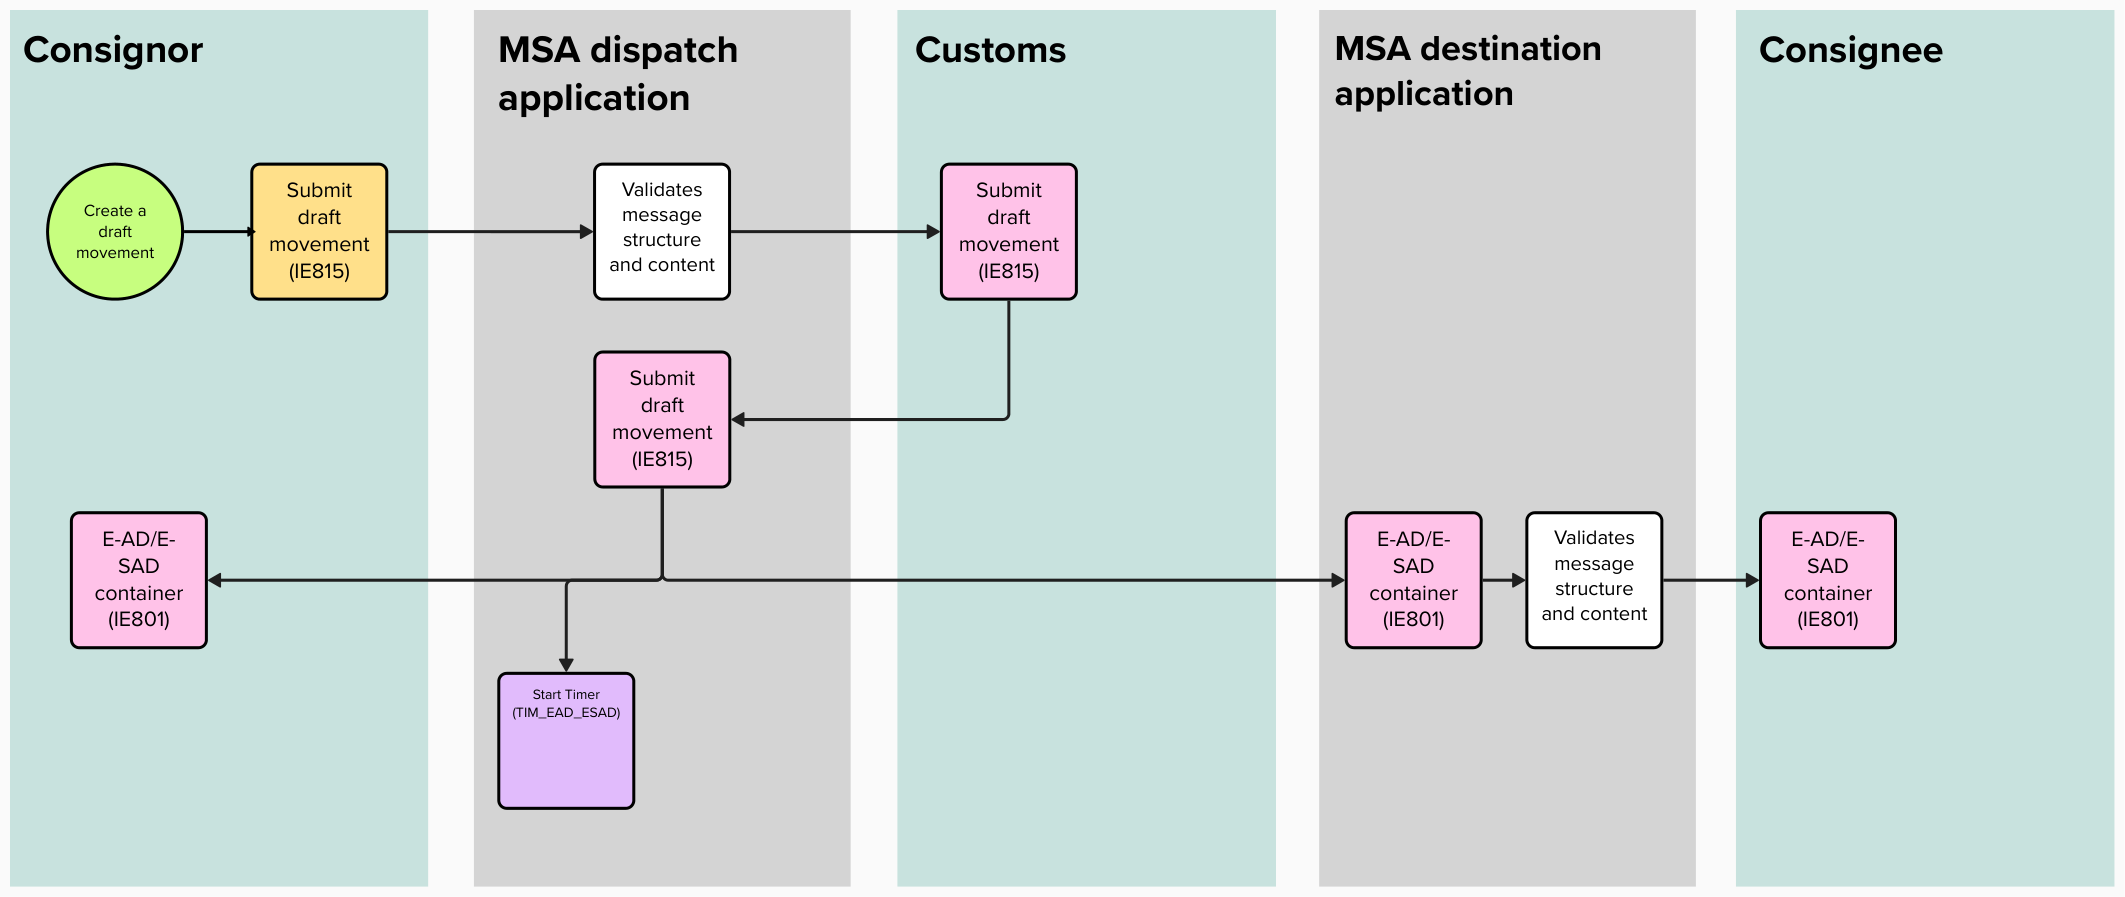 Consignor
MSA dispatch
application
Customs
MSA destination
application
Consignee
Create a
draft
movement
Submit
draft
movement
(IE815)
Validates
message
structure
and content
Submit
draft
movement
(IE815)
Submit
draft
movement
(IE815)
E-AD/E-
SAD
container
(IE801)
E-AD/E-
SAD
container
(IE801)
Validates
message
structure
and content
E-AD/E-
SAD
container
(IE801)
Start Timer
(TIM_EAD_ESAD)